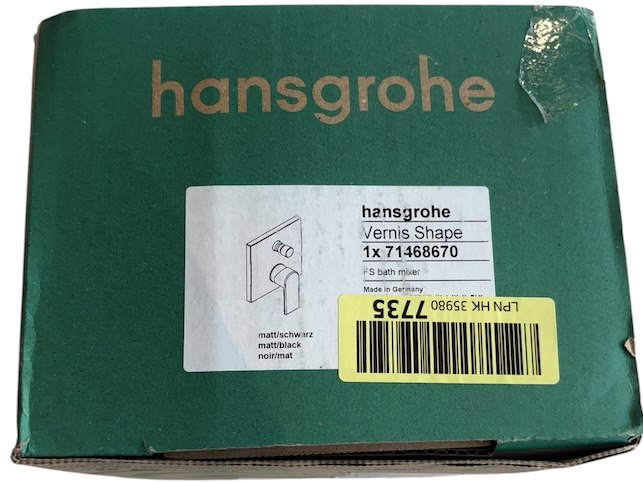 hansgrohe
hansgrohe
Vernis Shape
1x 71468670
FS bath mixer
Made in Germany
matt/schwarz
matt/black
noir/mat
LPN HK 35980 7735